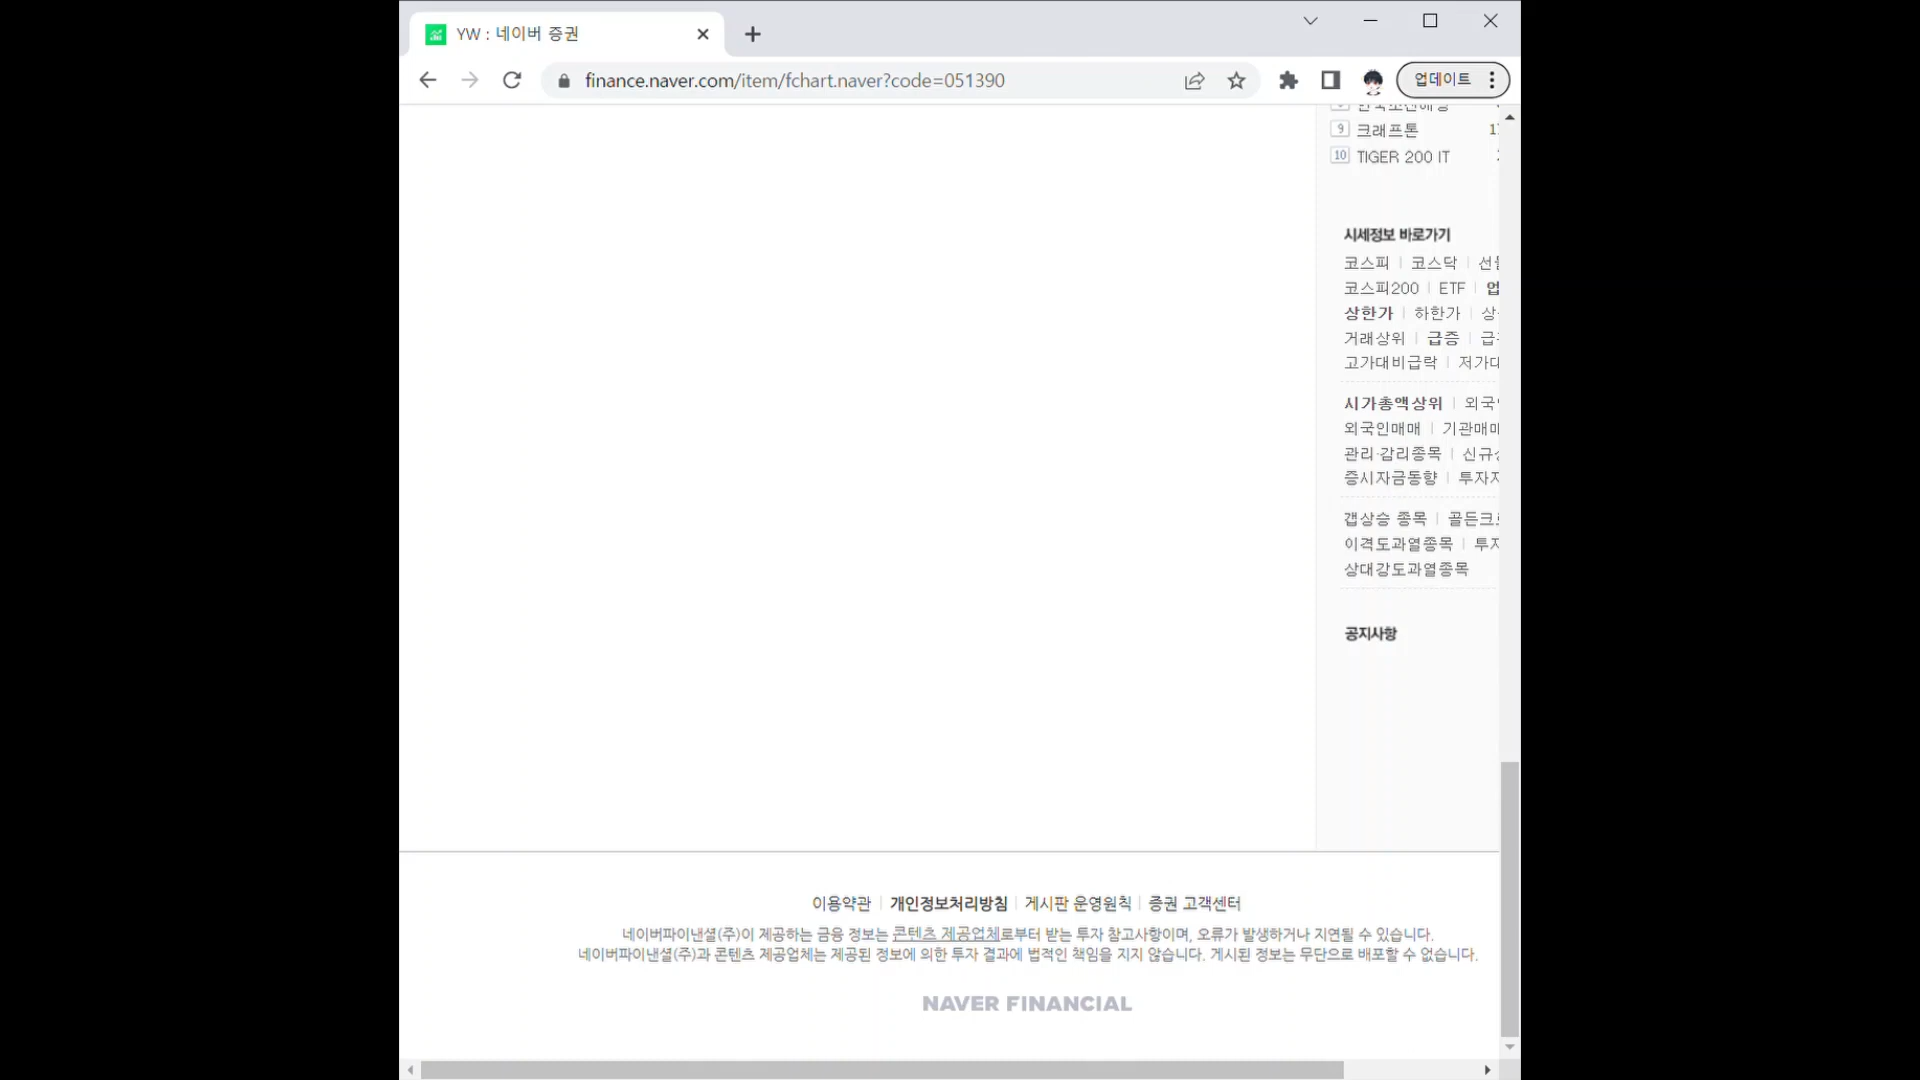 YW : 네이버 증권
finance.naver.com/item/fchart.naver?code=051390
업데이트
9 크래프톤
10 TIGER 200 IT
시세정보 바로가기
코스피 | 코스닥
코스피200 | ETF
상한가 | 하한가
거래상위 | 급증
고가대비급락
시가총액상위
외국인매매
관리·감리종목
증시자금동향
갭상승 종목
이격도과열종목
상대강도과열종목
공지사항
이용약관 | 개인정보처리방침 | 게시판 운영원칙 | 증권 고객센터
네이버파이낸셜(주)이 제공하는 금융 정보는 콘텐츠 제공업체로부터 받는 투자 참고사항이며, 오류가 발생하거나 지연될 수 있습니다.
네이버파이낸셜(주)과 콘텐츠 제공업체는 제공된 정보에 의한 투자 결과에 법적인 책임을 지지 않습니다. 게시된 정보는 무단으로 배포할 수 없습니다.
NAVER FINANCIAL